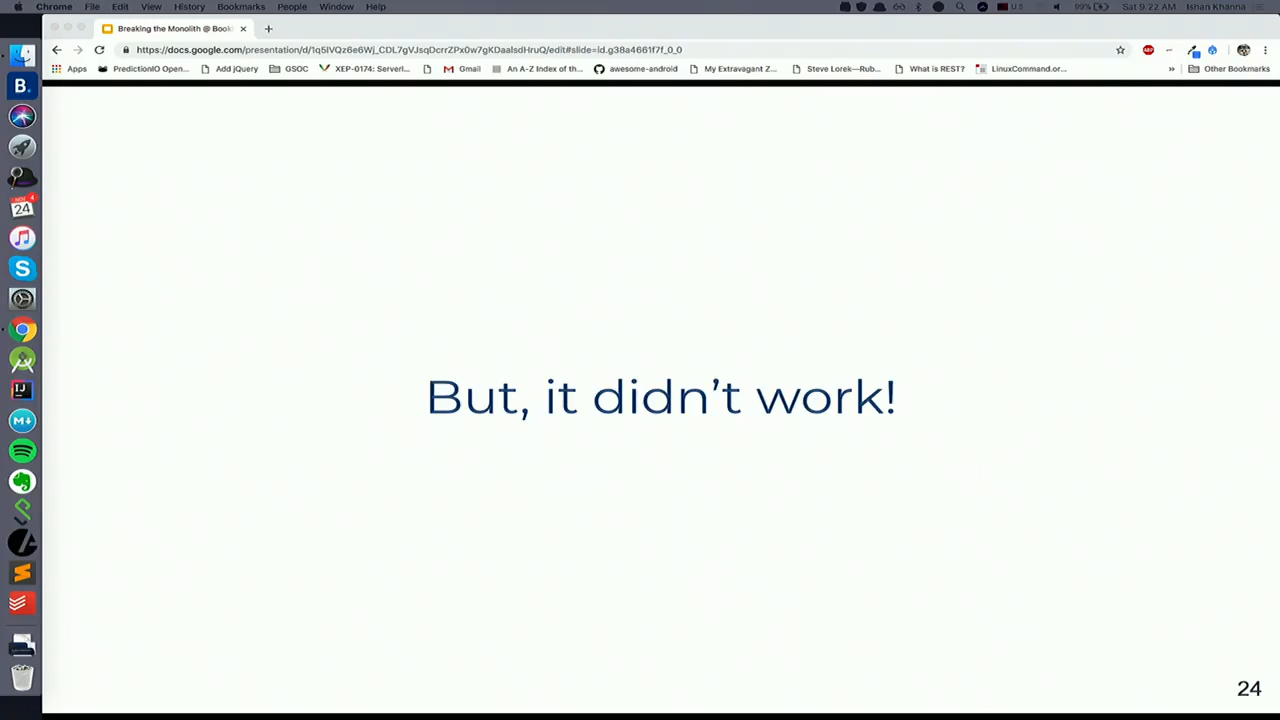 Chrome File Edit View History Bookmarks People Window Help
99% Sat 9:22 AM Ishan Khanna
Breaking the Monolith @ Book
https://docs.google.com/presentation/d/1q5IVQz6e6Wj_CDL7gVJsqDcrrZPx0w7gKDaalsdHruQ/edit#slide=id.g38a4661f7f_0_0
Apps PredictionIO Open... Add jQuery GSOC XEP-0174: Serverl... Gmail An A-Z Index of th... awesome-android My Extravagant Z... Steve Lorek—Rub... What is REST? LinuxCommand.or... » Other Bookmarks
But, it didn't work!
24